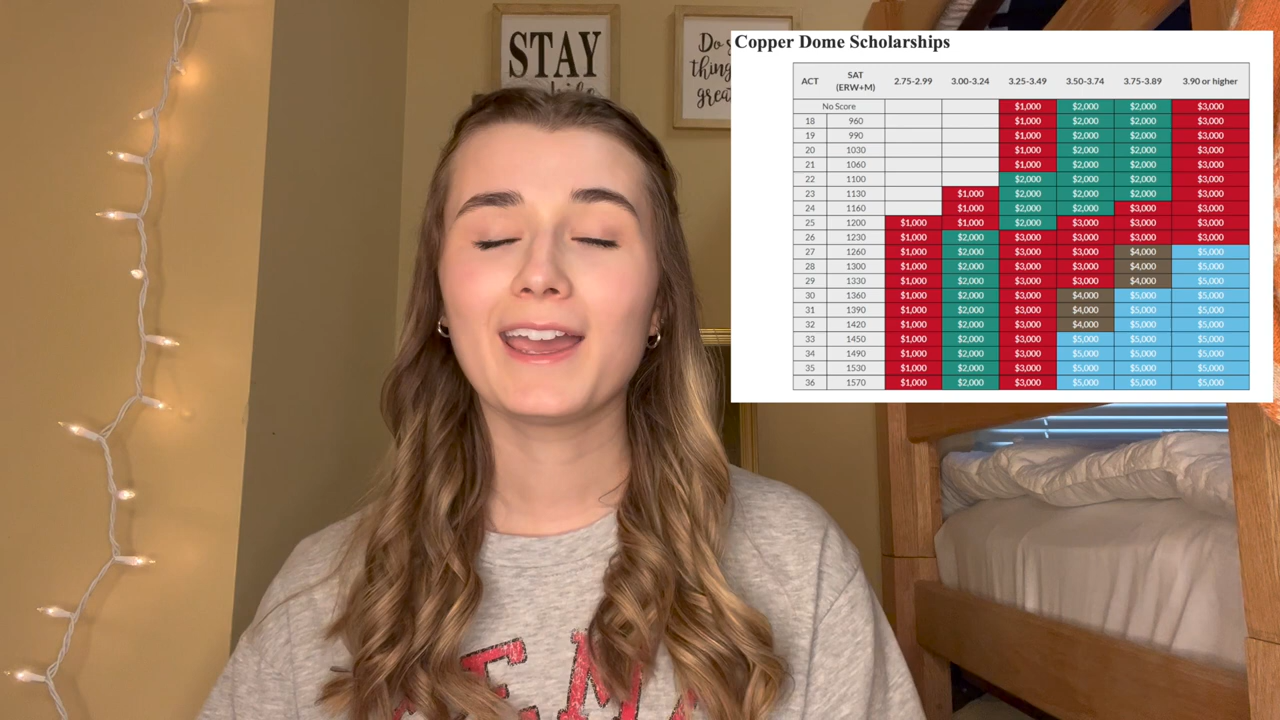 STAY
Do
thing
grea
Copper Dome Scholarships
ACT SAT (ERW+M) 2.75-2.99 3.00-3.24 3.25-3.49 3.50-3.74 3.75-3.89 3.90 or higher
No Score $1,000 $2,000 $2,000 $3,000
18 960 $1,000 $2,000 $2,000 $3,000
19 990 $1,000 $2,000 $2,000 $3,000
20 1030 $1,000 $2,000 $2,000 $3,000
21 1060 $1,000 $2,000 $2,000 $3,000
22 1100 $2,000 $2,000 $2,000 $3,000
23 1130 $1,000 $2,000 $2,000 $2,000 $3,000
24 1160 $1,000 $2,000 $2,000 $3,000 $3,000
25 1200 $1,000 $1,000 $2,000 $3,000 $3,000 $3,000
26 1230 $1,000 $2,000 $3,000 $3,000 $3,000 $3,000
27 1260 $1,000 $2,000 $3,000 $3,000 $4,000 $5,000
28 1300 $1,000 $2,000 $3,000 $3,000 $4,000 $5,000
29 1330 $1,000 $2,000 $3,000 $3,000 $4,000 $5,000
30 1360 $1,000 $2,000 $3,000 $4,000 $5,000 $5,000
31 1390 $1,000 $2,000 $3,000 $4,000 $5,000 $5,000
32 1420 $1,000 $2,000 $3,000 $4,000 $5,000 $5,000
33 1450 $1,000 $2,000 $3,000 $5,000 $5,000 $5,000
34 1490 $1,000 $2,000 $3,000 $5,000 $5,000 $5,000
35 1530 $1,000 $2,000 $3,000 $5,000 $5,000 $5,000
36 1570 $1,000 $2,000 $3,000 $5,000 $5,000 $5,000